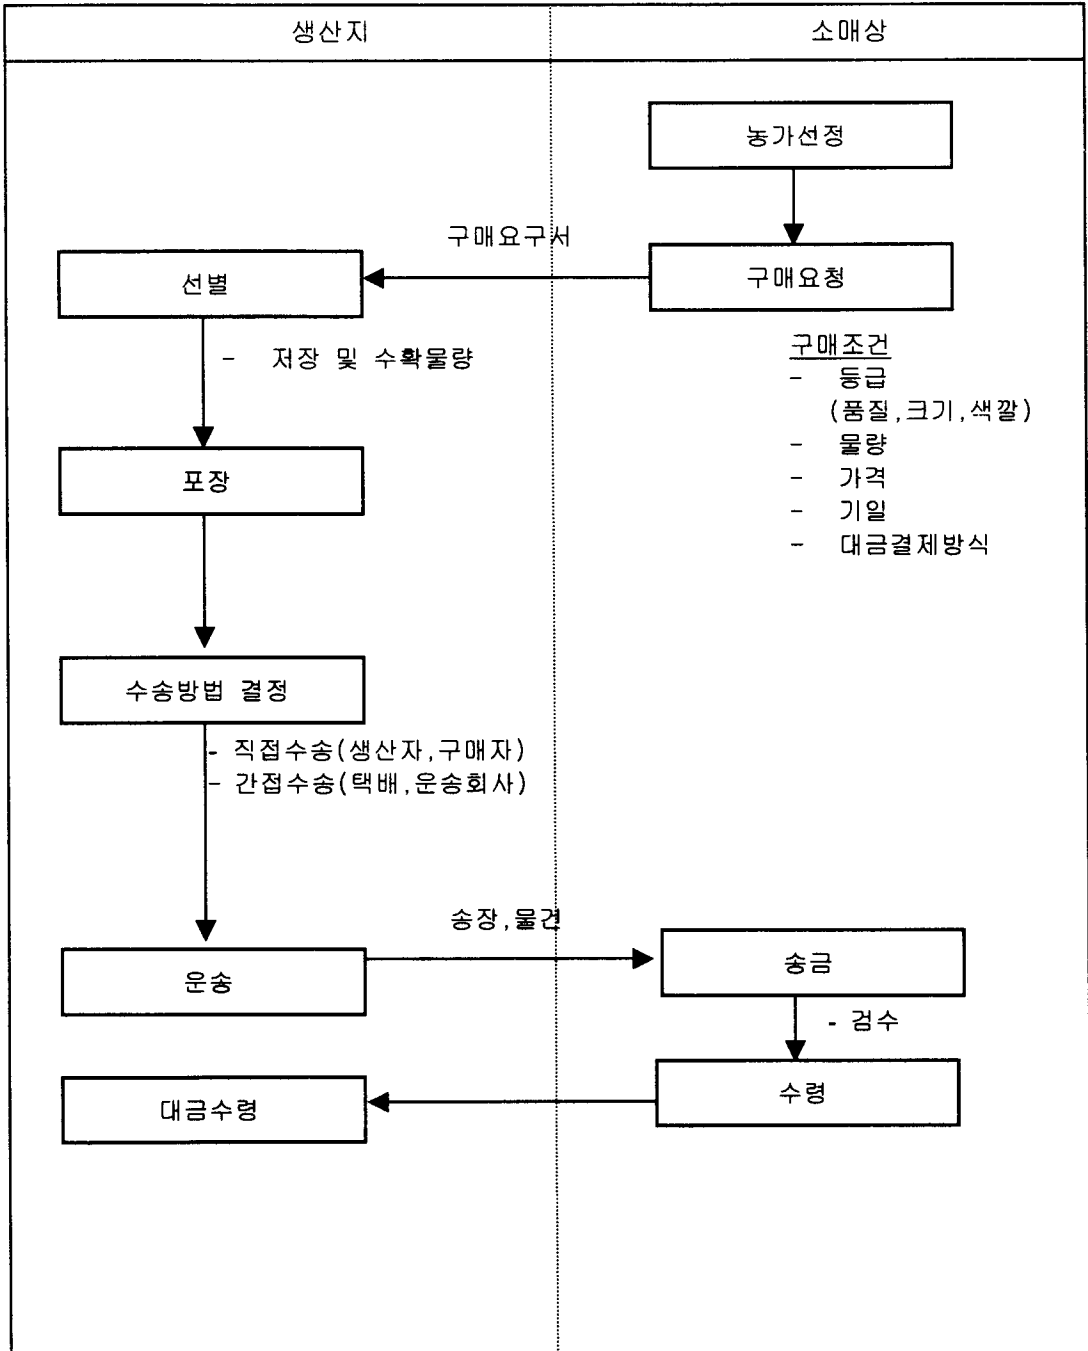 생산지
소매상
농가선정
구매요구서
선별
구매요청
- 저장 및 수확물량
구매조건
- 등급
(품질,크기,색깔)
- 물량
- 가격
- 기일
- 대금결제방식
포장
수송방법 결정
- 직접수송(생산자,구매자)
- 간접수송(택배,운송회사)
송장,물건
운송
송금
- 검수
대금수령
수령